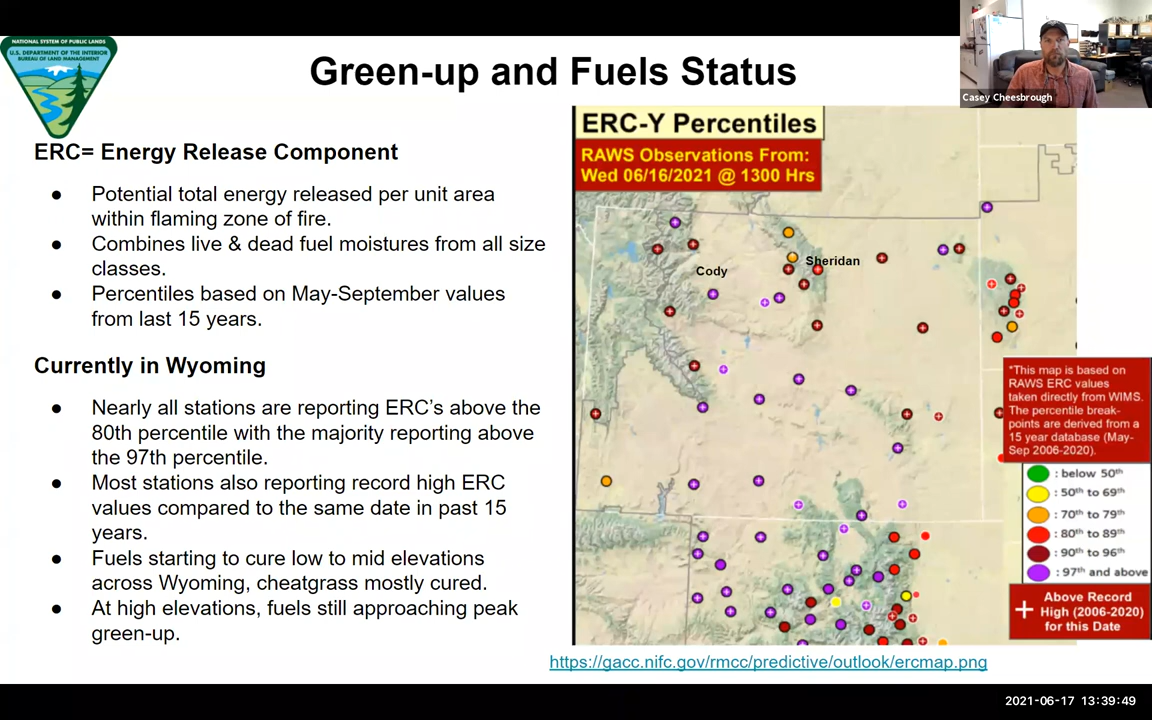 NATIONAL SYSTEM OF PUBLIC LANDS
U.S. DEPARTMENT OF THE INTERIOR
BUREAU OF LAND MANAGEMENT
Green-up and Fuels Status
Casey Cheesbrough
ERC= Energy Release Component
● Potential total energy released per unit area
within flaming zone of fire.
● Combines live & dead fuel moistures from all size
classes.
● Percentiles based on May-September values
from last 15 years.
Currently in Wyoming
● Nearly all stations are reporting ERC’s above the
80th percentile with the majority reporting above
the 97th percentile.
● Most stations also reporting record high ERC
values compared to the same date in past 15
years.
● Fuels starting to cure low to mid elevations
across Wyoming, cheatgrass mostly cured.
● At high elevations, fuels still approaching peak
green-up.
ERC-Y Percentiles
RAWS Observations From:
Wed 06/16/2021 @ 1300 Hrs
Cody
Sheridan
*This map is based on
RAWS ERC values
taken directly from WIMS.
The percentile break-
points are derived from a
15 year database (May-
Sep 2006-2020).
: below 50th
: 50th to 69th
: 70th to 79th
: 80th to 89th
: 90th to 96th
: 97th and above
+ Above Record
High (2006-2020)
for this Date
https://gacc.nifc.gov/rmcc/predictive/outlook/ercmap.png
2021-06-17 13:39:49